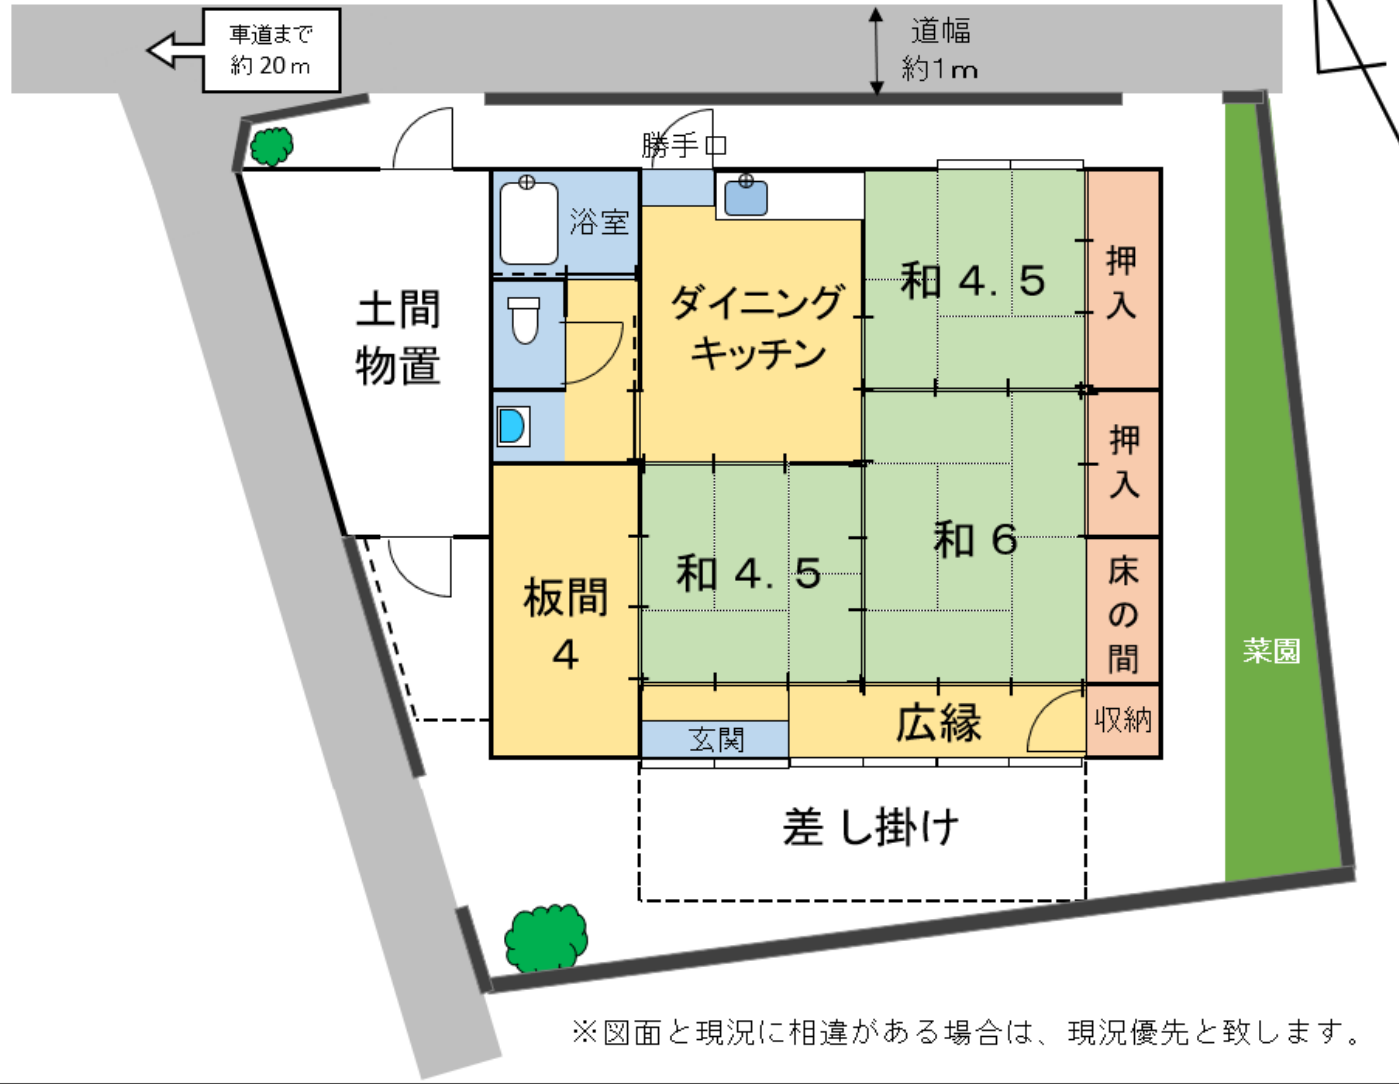 車道まで
約20m
道幅
約1m
勝手口
浴室
ダイニング
キッチン
和4.5
押
入
土間
物置
押
入
和6
和4.5
板間
4
床
の
間
菜園
玄関
広縁
収納
差し掛け
※図面と現況に相違がある場合は、現況優先と致します。